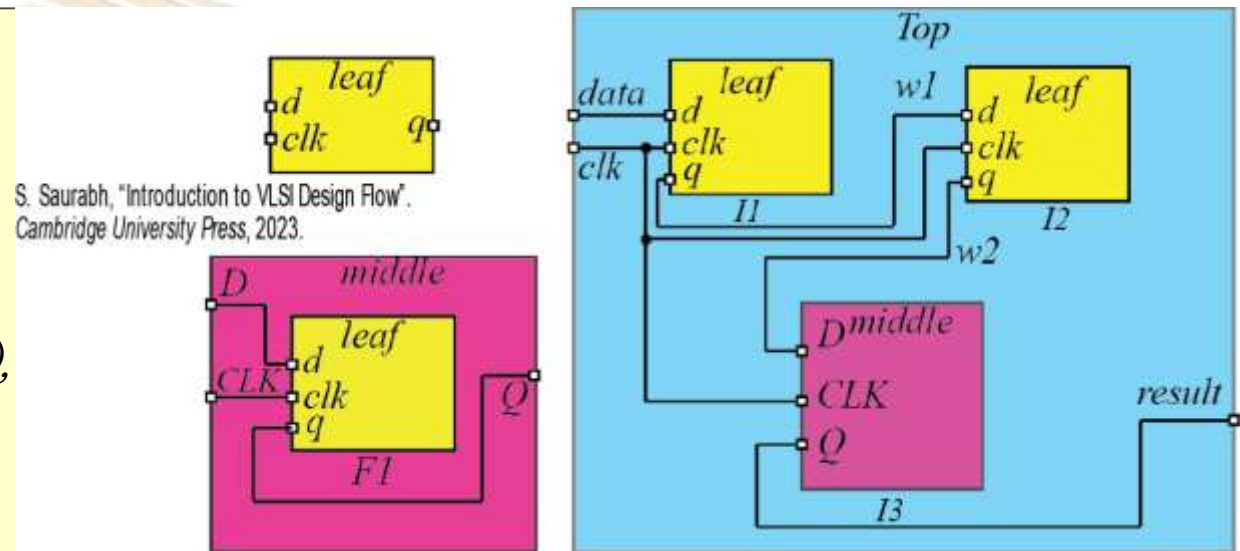 leaf
d
clk
q
S. Saurabh, "Introduction to VLSI Design Flow".
Cambridge University Press, 2023.
middle
D
leaf
d
CLK
clk
q
Q
F1
Top
data
leaf
w1
leaf
d
d
clk
clk
clk
q
q
I1
I2
w2
D
middle
CLK
result
Q
I3